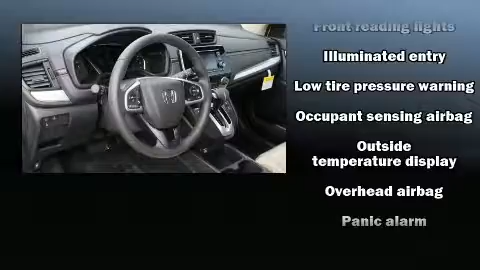 Front reading lights
Illuminated entry
Low tire pressure warning
Occupant sensing airbag
Outside
temperature display
Overhead airbag
Panic alarm